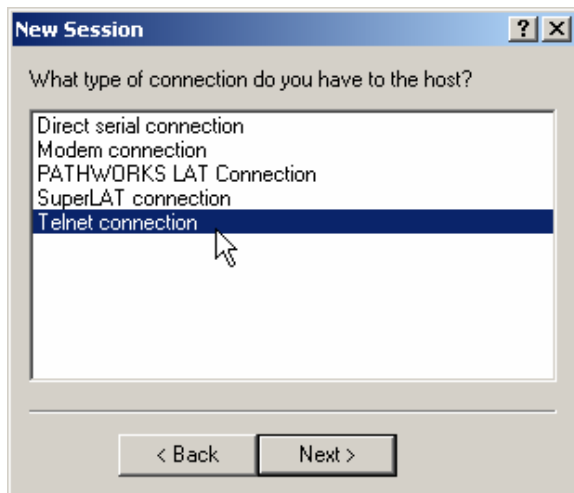 New Session
What type of connection do you have to the host?
Direct serial connection
Modem connection
PATHWORKS LAT Connection
SuperLAT connection
Telnet connection
< Back
Next >